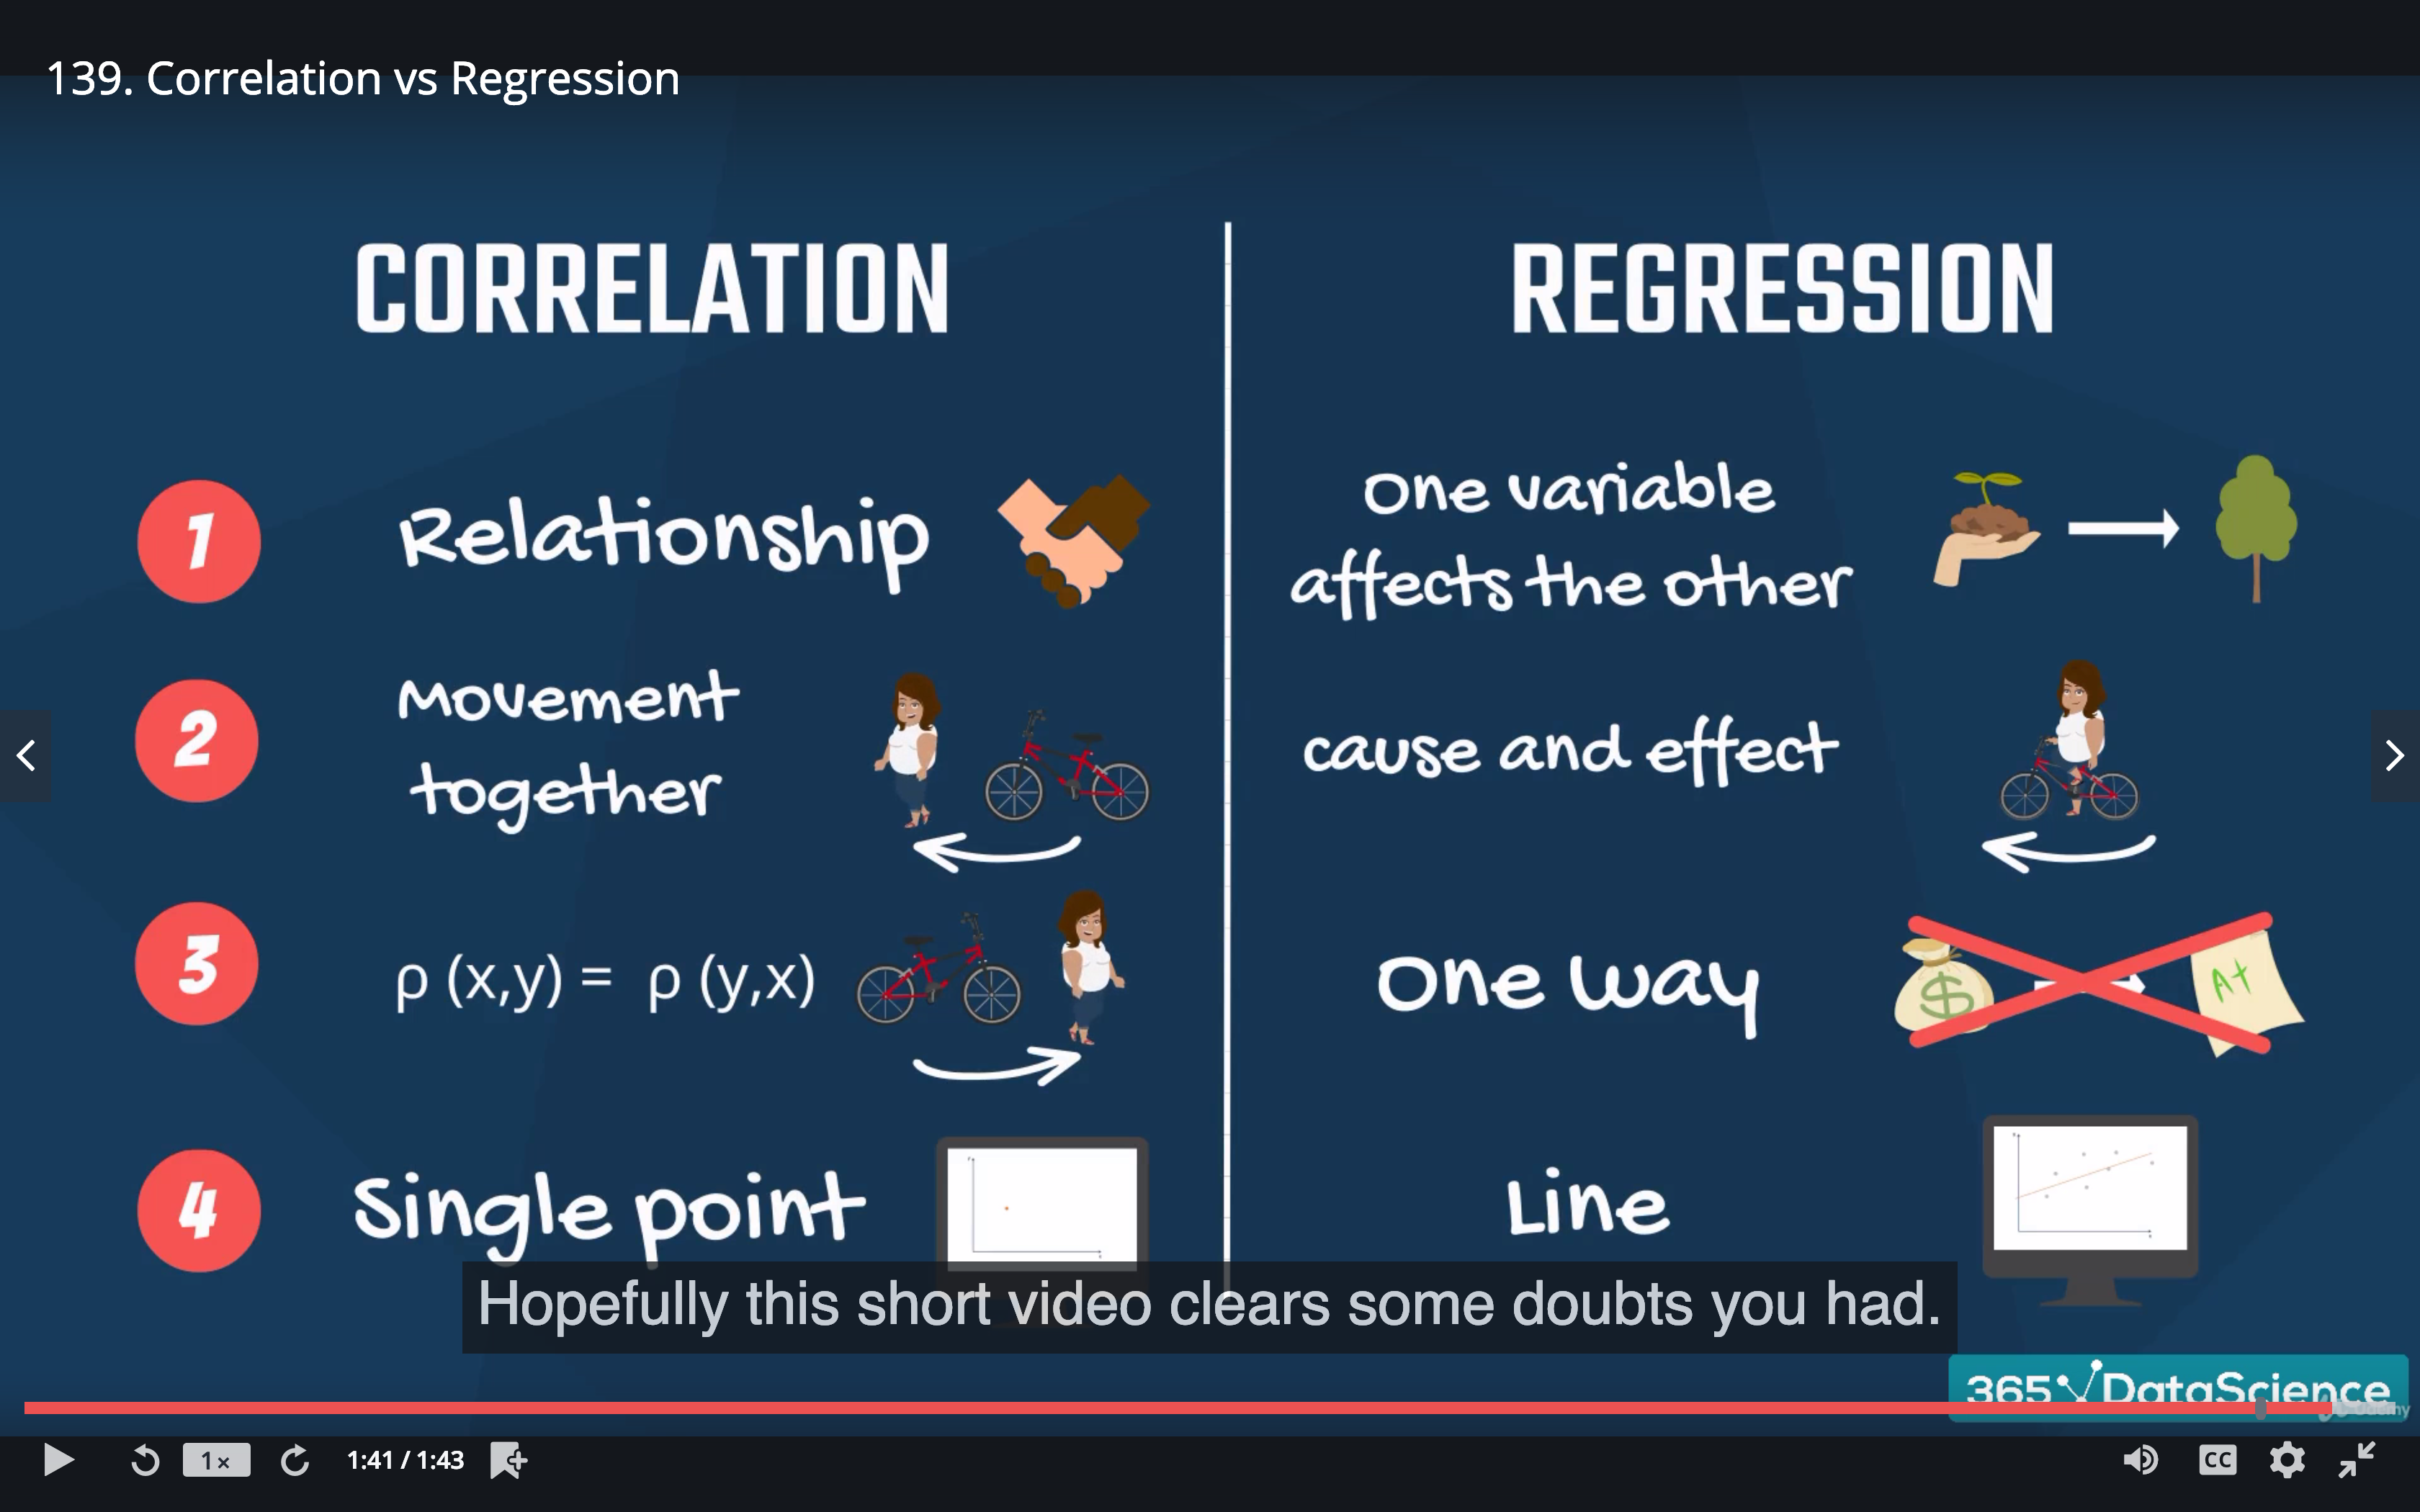 139. Correlation vs Regression
CORRELATION
REGRESSION
1
Relationship
One variable
affects the other
2
Movement
together
cause and effect
3
ρ (x,y) = ρ (y,x)
One way
$
A+
4
Single point
Line
Hopefully this short video clears some doubts you had.
365 DataScience
1×
1:41 / 1:43
CC